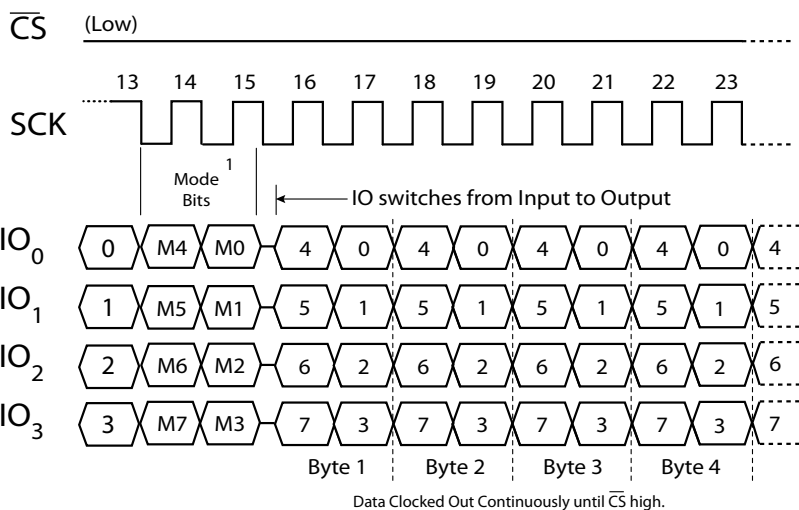 CS (Low)
13 14 15 16 17 18 19 20 21 22 23
SCK
Mode 1
Bits
IO switches from Input to Output
IO0 0 M4 M0 4 0 4 0 4 0 4 0 4
IO1 1 M5 M1 5 1 5 1 5 1 5 1 5
IO2 2 M6 M2 6 2 6 2 6 2 6 2 6
IO3 3 M7 M3 7 3 7 3 7 3 7 3 7
Byte 1 Byte 2 Byte 3 Byte 4
Data Clocked Out Continuously until CS high.